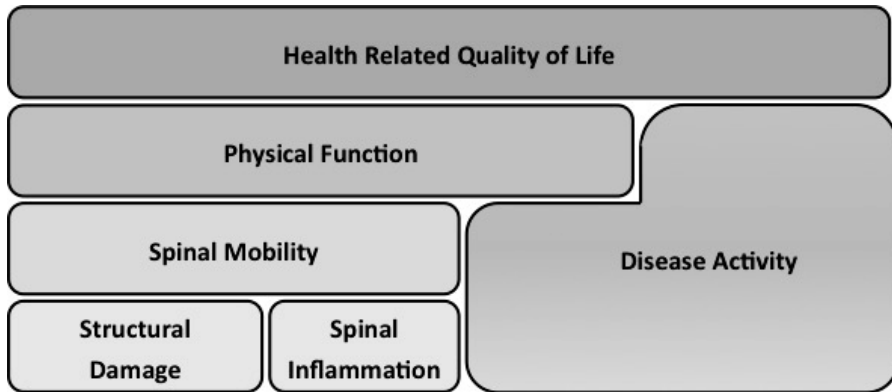 Health Related Quality of Life
Physical Function
Spinal Mobility
Disease Activity
Structural
Damage
Spinal
Inflammation